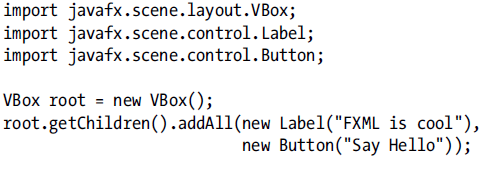 import javafx.scene.layout.VBox;
import javafx.scene.control.Label;
import javafx.scene.control.Button;
VBox root = new VBox();
root.getChildren().addAll(new Label("FXML is cool"),
new Button("Say Hello"));